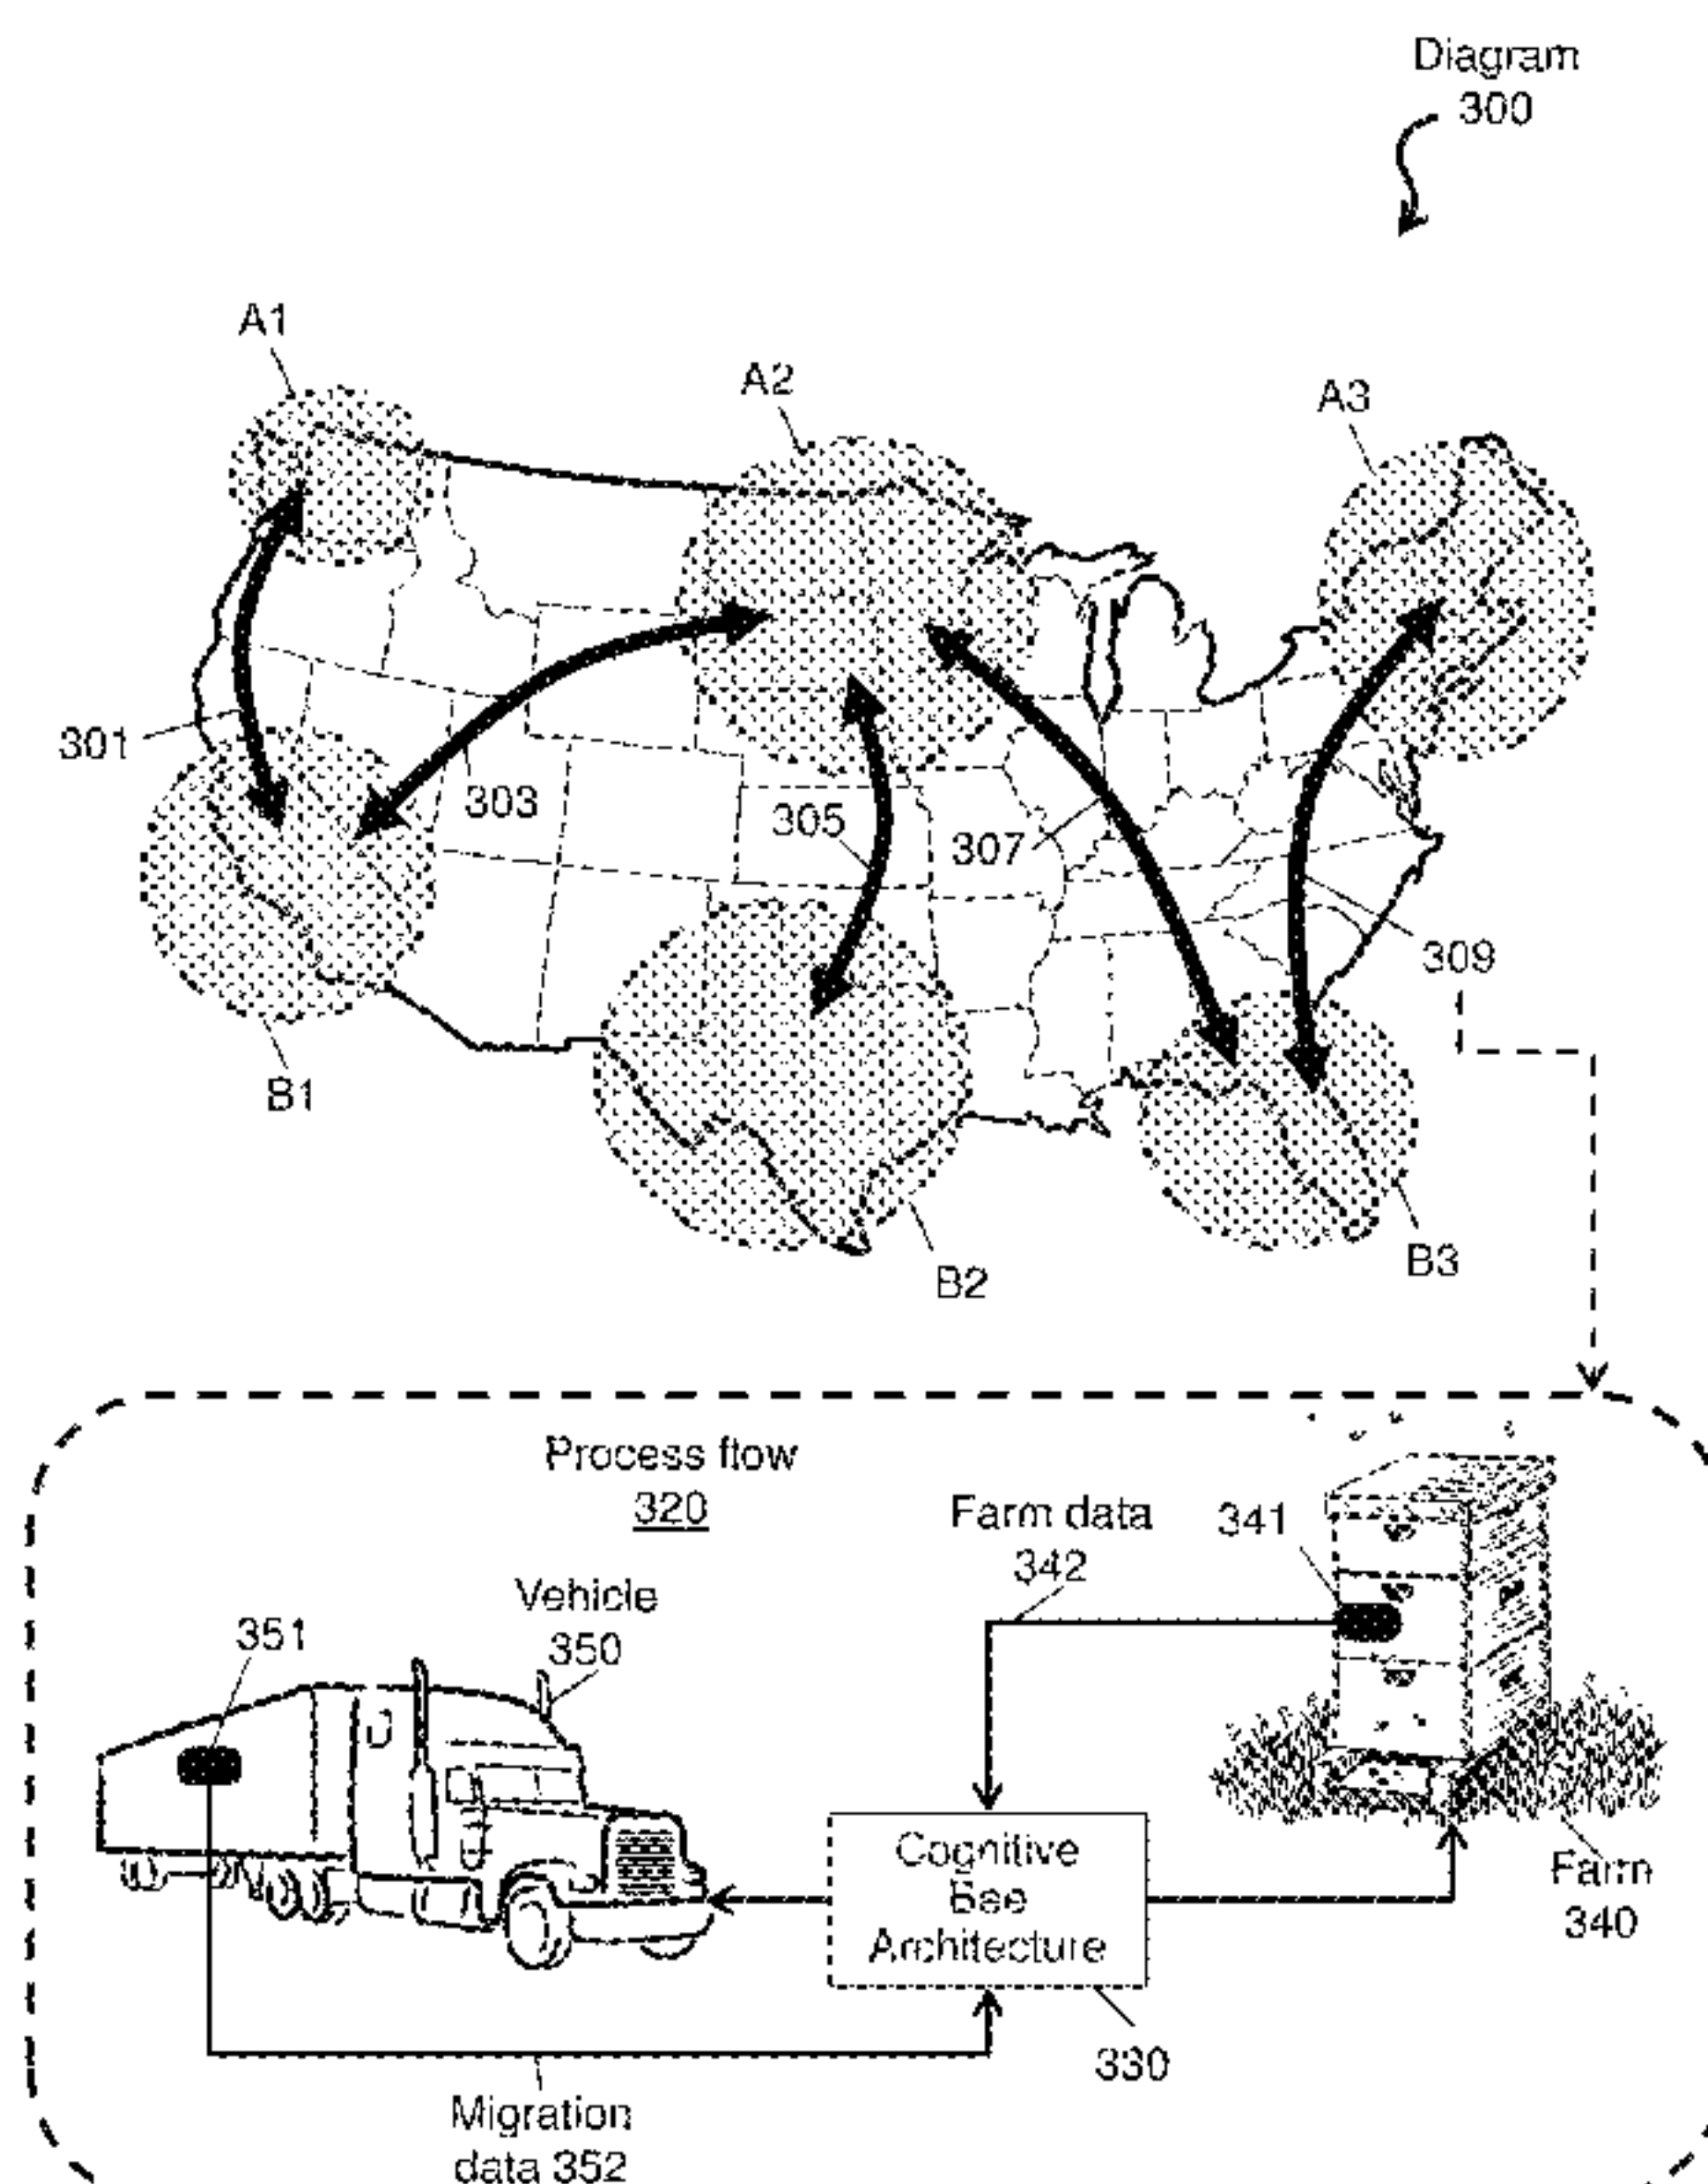 Diagram
300
A1
A2
A3
301
303
305
307
309
B1
B2
B3
Process flow
320
Farm data
342
341
Vehicle
350
351
Cognitive
Bee
Architecture
Farm
340
330
Migration
data 352